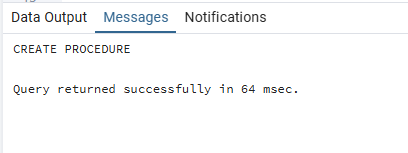 Data Output Messages Notifications
CREATE PROCEDURE
Query returned successfully in 64 msec.